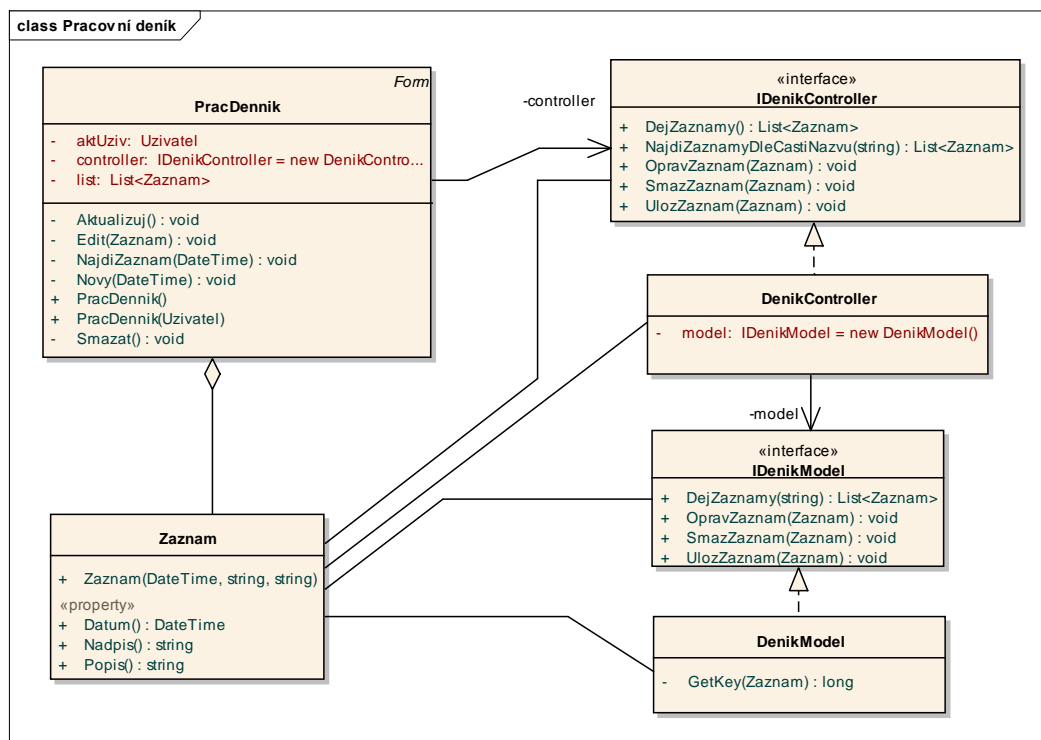 class Pracovní deník
Form
PracDennik
- aktUziv: Uzivatel
- controller: IDenikController = new DenikContro...
- list: List<Zaznam>
- Aktualizuj() : void
- Edit(Zaznam) : void
- NajdiZaznam(DateTime) : void
- Novy(DateTime) : void
+ PracDennik()
+ PracDennik(Uzivatel)
- Smazat() : void
-controller
«interface»
IDenikController
+ DejZaznamy() : List<Zaznam>
+ NajdiZaznamyDleCastiNazvu(string) : List<Zaznam>
+ OpravZaznam(Zaznam) : void
+ SmazZaznam(Zaznam) : void
+ UlozZaznam(Zaznam) : void
DenikController
- model: IDenikModel = new DenikModel()
-model
«interface»
IDenikModel
+ DejZaznamy(string) : List<Zaznam>
+ OpravZaznam(Zaznam) : void
+ SmazZaznam(Zaznam) : void
+ UlozZaznam(Zaznam) : void
Zaznam
+ Zaznam(DateTime, string, string)
«property»
+ Datum() : DateTime
+ Nadpis() : string
+ Popis() : string
DenikModel
- GetKey(Zaznam) : long